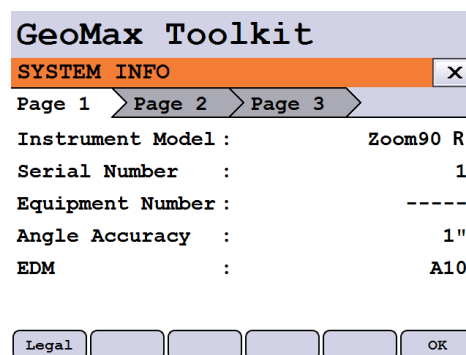 GeoMax Toolkit
SYSTEM INFO X
Page 1 Page 2 Page 3
Instrument Model : Zoom90 R
Serial Number : 1
Equipment Number : -----
Angle Accuracy : 1"
EDM : A10
Legal OK